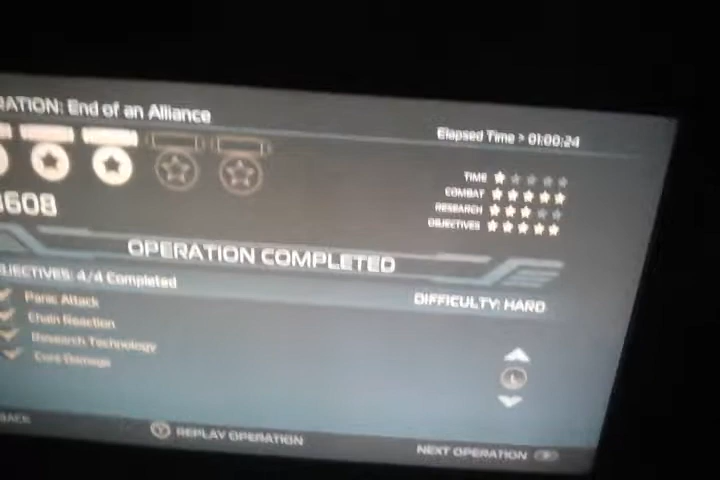 RATION: End of an Alliance
Elapsed Time > 01:00:24
TIME
COMBAT
RESEARCH
OBJECTIVES
608
OPERATION COMPLETED
JECTIVES: 4/4 Completed
DIFFICULTY: HARD
Panic Attack
Chain Reaction
Research Technology
Core Damage
L
BACK
Y REPLAY OPERATION
NEXT OPERATION